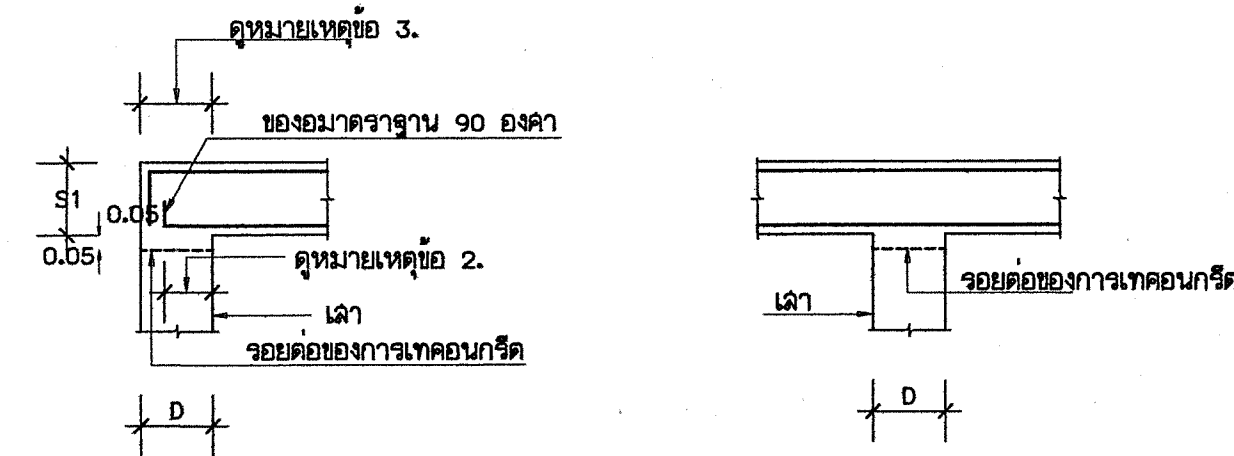 ดูหมายเหตุข้อ 3.
ของอมาตราฐาน 90 องศา
S1
0.05
0.05
ดูหมายเหตุข้อ 2.
เสา
รอยต่อของการเทคอนกรีต
D
รอยต่อของการเทคอนกรีต
เสา
D